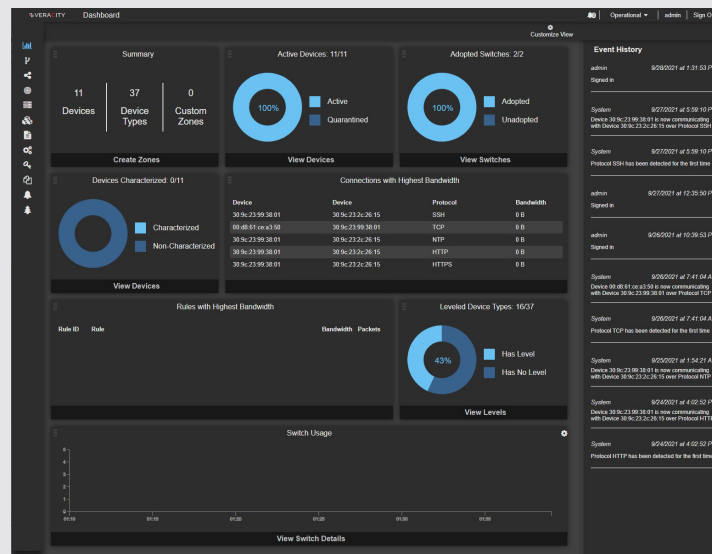 VERACITY Dashboard
Operational admin Sign O
Customize View
Summary
11 Devices
37 Device Types
0 Custom Zones
Create Zones
Active Devices: 11/11
100%
Active
Quarantined
View Devices
Adopted Switches: 2/2
100%
Adopted
Unadopted
View Switches
Devices Characterized: 0/11
Characterized
Non-Characterized
View Devices
Connections with Highest Bandwidth
Device Device Protocol Bandwidth
30:9c:23:99:38:01 30:9c:23:2c:26:15 SSH 0 B
00:d8:61:ce:a3:50 30:9c:23:99:38:01 TCP 0 B
30:9c:23:99:38:01 30:9c:23:2c:26:15 NTP 0 B
30:9c:23:99:38:01 30:9c:23:2c:26:15 HTTP 0 B
30:9c:23:99:38:01 30:9c:23:2c:26:15 HTTPS 0 B
Rules with Highest Bandwidth
Rule ID Rule Bandwidth Packets
Leveled Device Types: 16/37
43%
Has Level
Has No Level
View Levels
Switch Usage
5
4
3
2
1
0
01:10 01:15 01:20 01:25 01:30 01:35
View Switch Details
Event History
admin 9/28/2021 at 1:31:53 P
Signed in
System 9/27/2021 at 5:59:10 P
Device 30:9c:23:99:38:01 is now communicating
with Device 30:9c:23:2c:26:15 over Protocol SSH
System 9/27/2021 at 5:59:10 P
Protocol SSH has been detected for the first time
admin 9/27/2021 at 12:35:50 P
Signed in
admin 9/26/2021 at 10:39:53 P
Signed in
System 9/26/2021 at 7:41:04 A
Device 00:d8:61:ce:a3:50 is now communicating
with Device 30:9c:23:99:38:01 over Protocol TCP
System 9/26/2021 at 7:41:04 A
Protocol TCP has been detected for the first time
System 9/25/2021 at 1:54:21 A
Device 30:9c:23:99:38:01 is now communicating
with Device 30:9c:23:2c:26:15 over Protocol NTP
System 9/24/2021 at 4:02:52 P
Device 30:9c:23:99:38:01 is now communicating
with Device 30:9c:23:2c:26:15 over Protocol HTTP
System 9/24/2021 at 4:02:52 P
Protocol HTTP has been detected for the first time